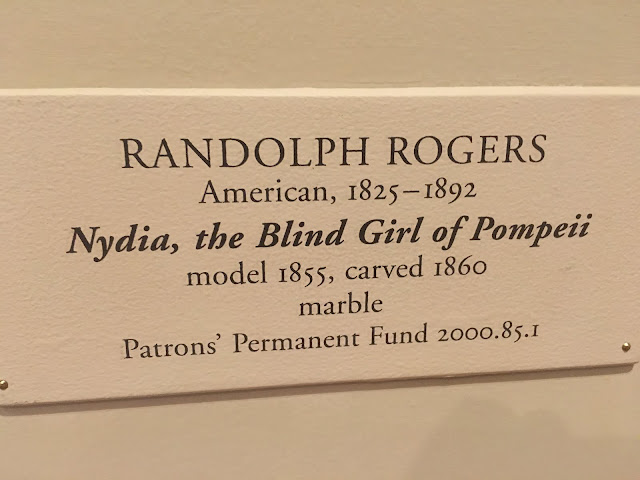 RANDOLPH ROGERS
American, 1825–1892
Nydia, the Blind Girl of Pompeii
model 1855, carved 1860
marble
Patrons' Permanent Fund 2000.85.1